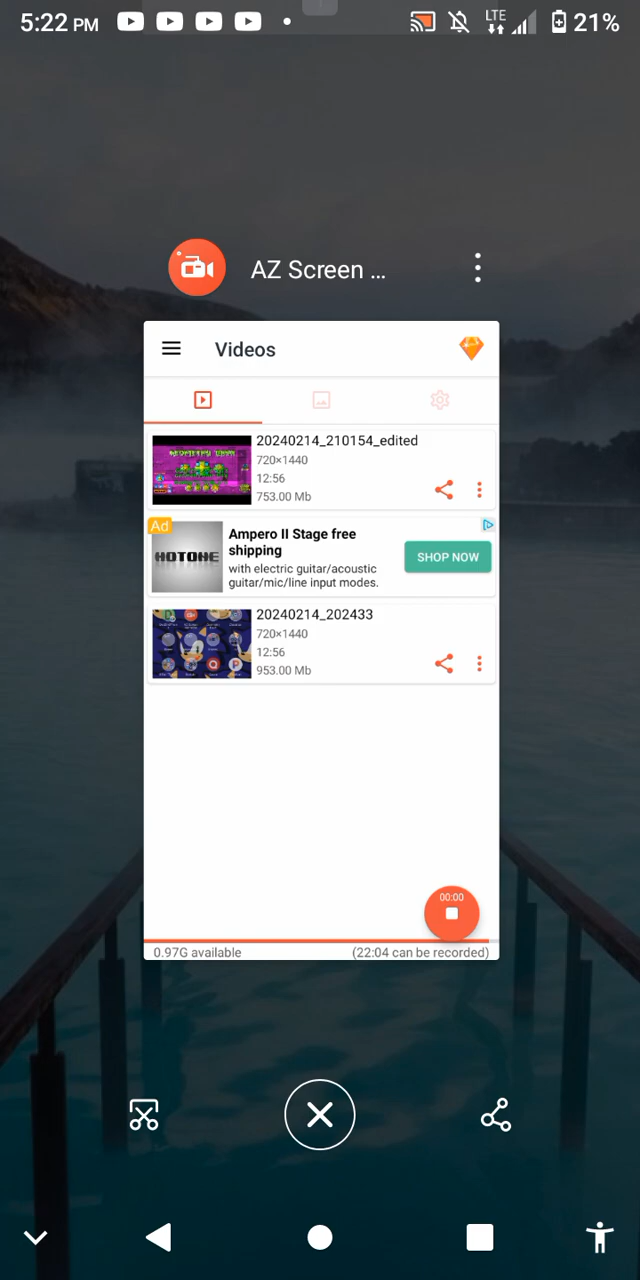 5:22 PM
LTE
21%
AZ Screen ...
Videos
20240214_210154_edited
720×1440
12:56
753.00 Mb
Ad
HOTONE
Ampero II Stage free
shipping
with electric guitar/acoustic
guitar/mic/line input modes.
SHOP NOW
20240214_202433
720×1440
12:56
953.00 Mb
00:00
0.97G available
(22:04 can be recorded)